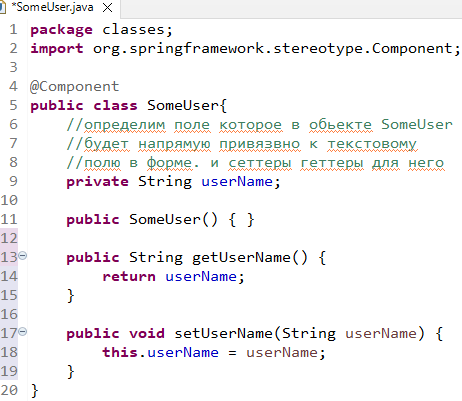 *SomeUser.java
1 package classes;
2 import org.springframework.stereotype.Component;
3
4 @Component
5 public class SomeUser{
6 //определим поле которое в обьекте SomeUser
7 //будет напрямую привязвно к текстовому
8 //полю в форме. и сеттеры геттеры для него
9 private String userName;
10
11 public SomeUser() { }
12
13 public String getUserName() {
14 return userName;
15 }
16
17 public void setUserName(String userName) {
18 this.userName = userName;
19 }
20 }